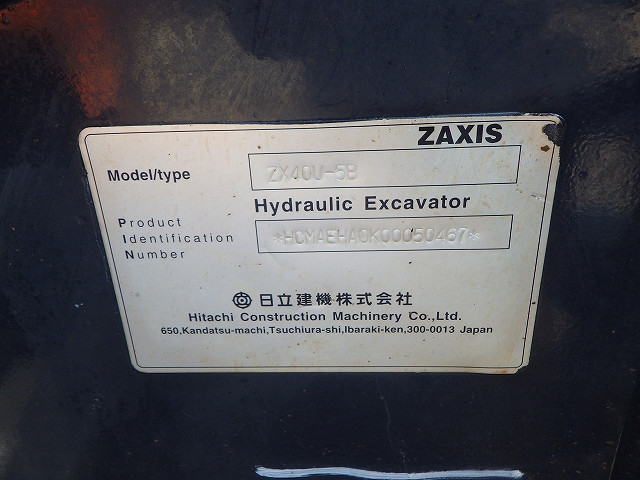 ZAXIS
Model/type ZX40U-5B
Hydraulic Excavator
Product
Identification *HCMAEHA0K00050467*
Number
日立建機株式会社
Hitachi Construction Machinery Co.,Ltd.
650,Kandatsu-machi,Tsuchiura-shi,Ibaraki-ken,300-0013 Japan